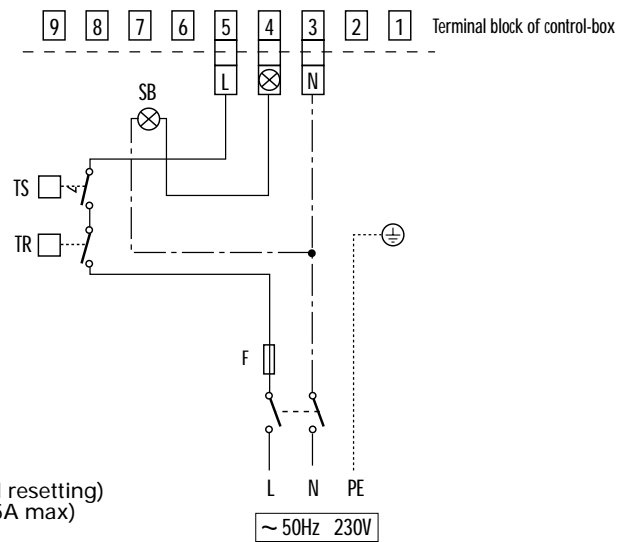 9 8 7 6 5 4 3 2 1 Terminal block of control-box
L N
SB
TS
TR
F
resetting)
A max)
L N PE
~ 50Hz 230V